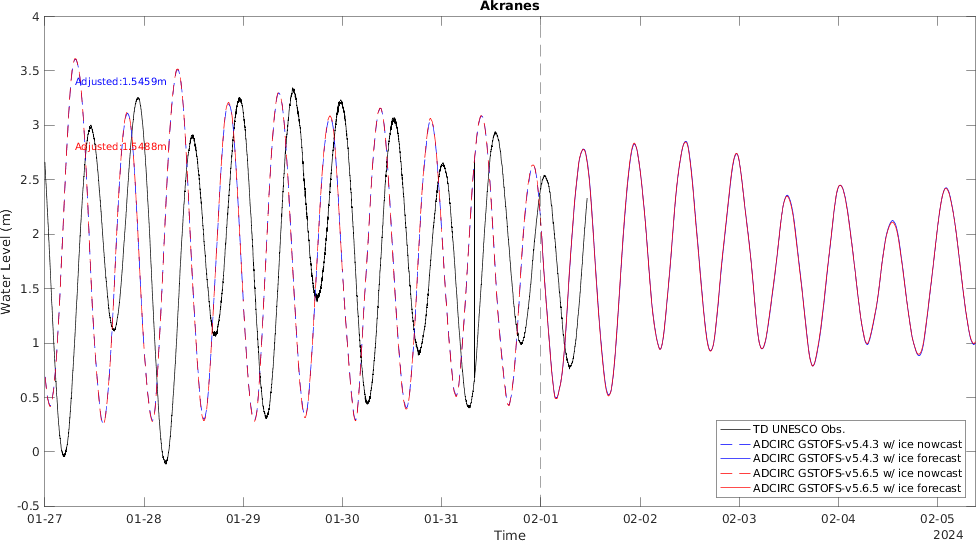 Akranes
4
3.5
3
2.5
2
1.5
1
0.5
0
-0.5
Water Level (m)
Adjusted:1.5459m
Adjusted:1.5488m
TD UNESCO Obs.
ADCIRC GSTOFS-v5.4.3 w/ ice nowcast
ADCIRC GSTOFS-v5.4.3 w/ ice forecast
ADCIRC GSTOFS-v5.6.5 w/ ice nowcast
ADCIRC GSTOFS-v5.6.5 w/ ice forecast
01-27 01-28 01-29 01-30 01-31 02-01 02-02 02-03 02-04 02-05
Time
2024